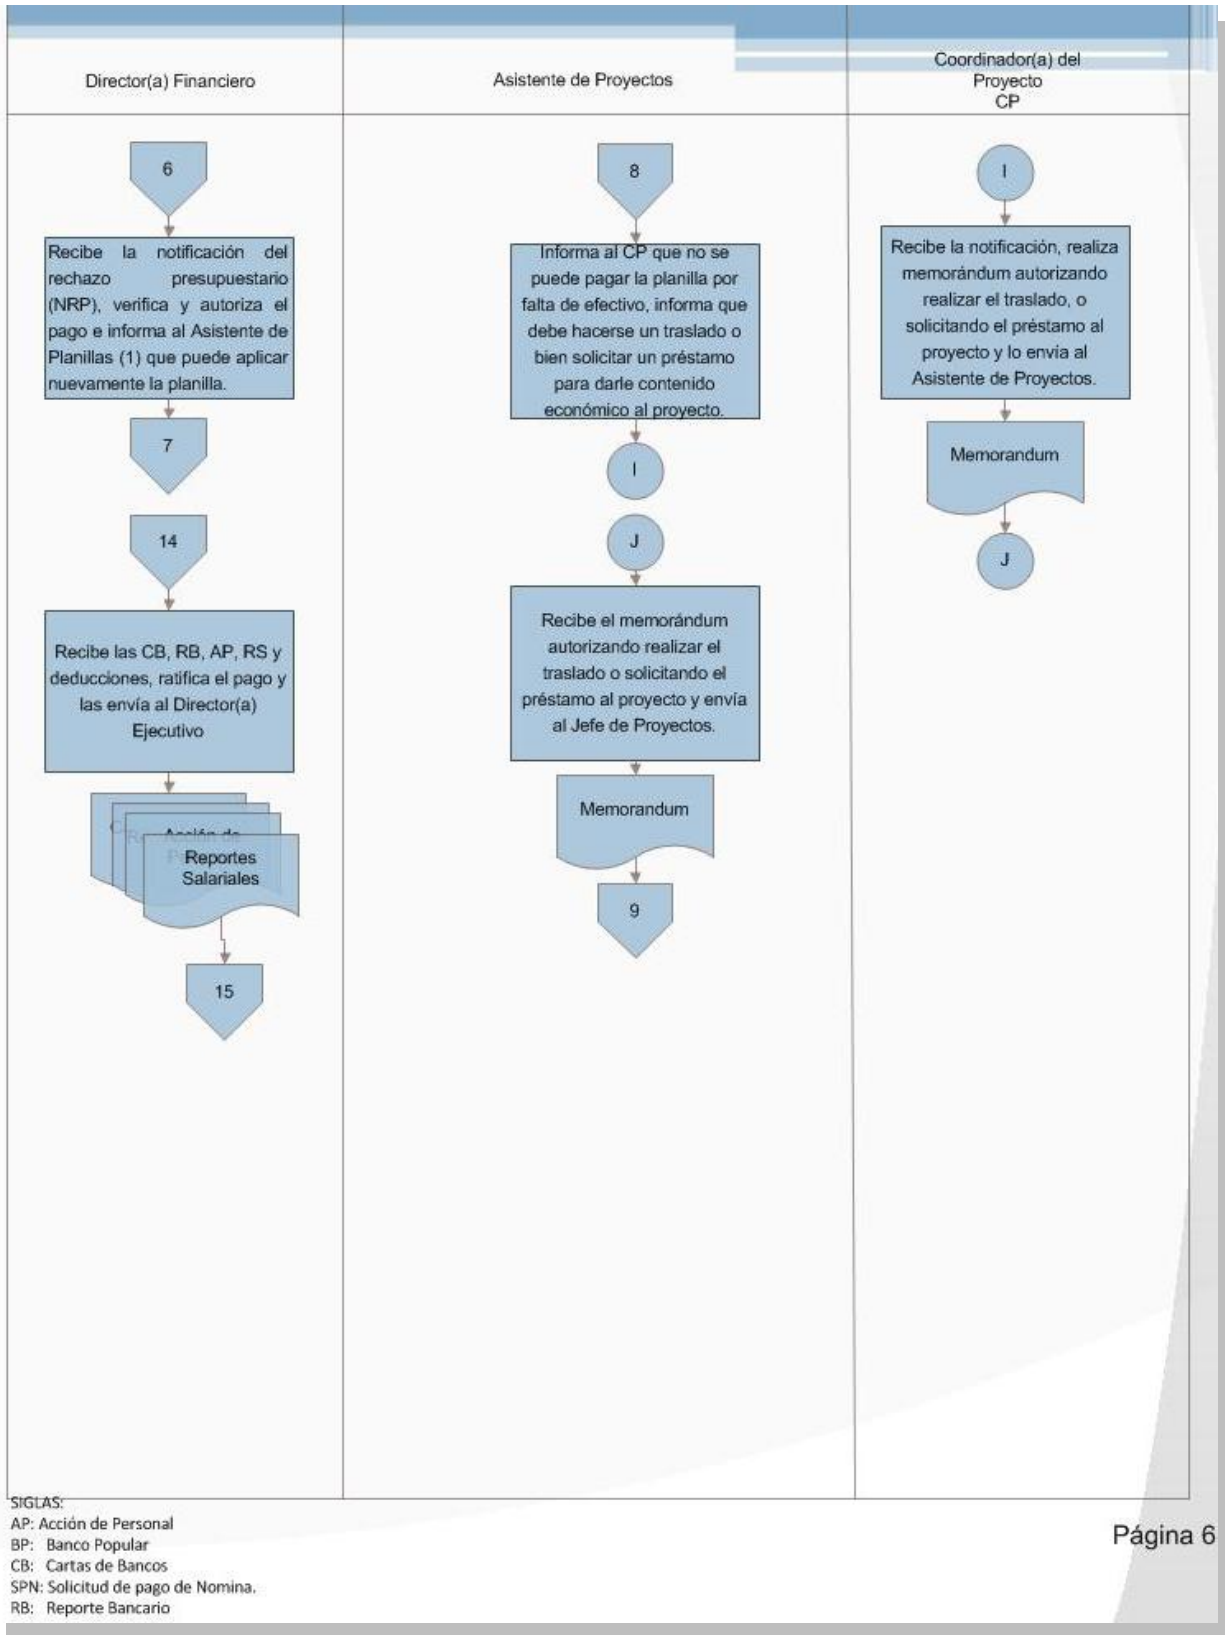 Director(a) Financiero
Asistente de Proyectos
Coordinador(a) del
Proyecto
CP
6
Recibe la notificación del
rechazo presupuestario
(NRP), verifica y autoriza el
pago e informa al Asistente de
Planillas (1) que puede aplicar
nuevamente la planilla.
7
14
Recibe las CB, RB, AP, RS y
deducciones, ratifica el pago y
las envía al Director(a)
Ejecutivo
Acción de
Reportes
Salariales
15
8
Informa al CP que no se
puede pagar la planilla por
falta de efectivo, informa que
debe hacerse un traslado o
bien solicitar un préstamo
para darle contenido
económico al proyecto.
I
J
Recibe el memorándum
autorizando realizar el
traslado o solicitando el
préstamo al proyecto y envía
al Jefe de Proyectos.
Memorandum
9
I
Recibe la notificación, realiza
memorándum autorizando
realizar el traslado, o
solicitando el préstamo al
proyecto y lo envía al
Asistente de Proyectos.
Memorandum
J
SIGLAS:
AP: Acción de Personal
BP: Banco Popular
CB: Cartas de Bancos
SPN: Solicitud de pago de Nomina.
RB: Reporte Bancario
Página 6